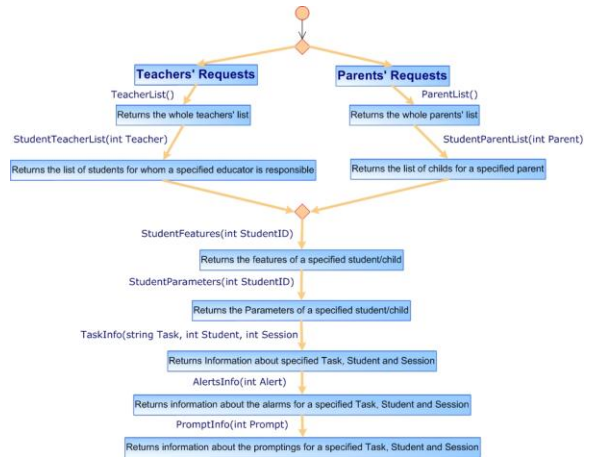 Teachers' Requests
Parents' Requests
TeacherList()
ParentList()
Returns the whole teachers' list
Returns the whole parents' list
StudentTeacherList(int Teacher)
StudentParentList(int Parent)
Returns the list of students for whom a specified educator is responsible
Returns the list of childs for a specified parent
StudentFeatures(int StudentID)
Returns the features of a specified student/child
StudentParameters(int StudentID)
Returns the Parameters of a specified student/child
TaskInfo(string Task, int Student, int Session
Returns Information about specified Task, Student and Session
AlertsInfo(int Alert)
Returns information about the alarms for a specified Task, Student and Session
PromptInfo(int Prompt)
Returns information about the promptings for a specified Task, Student and Session